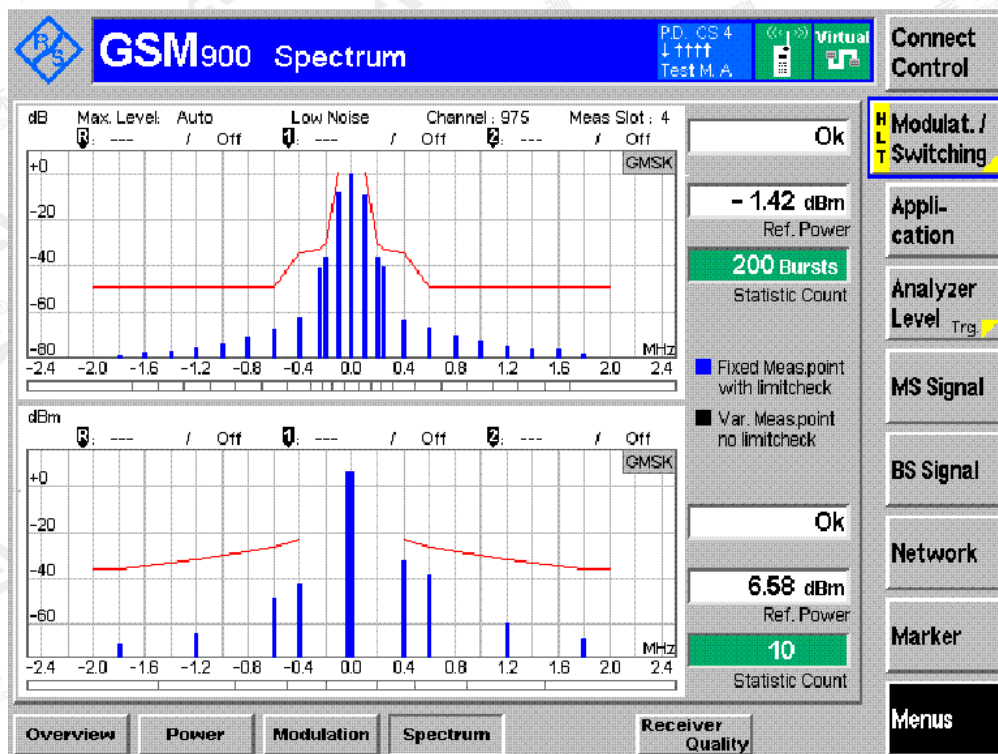 R S
GSM900 Spectrum
P.D. CS 4
Test M. A
Virtual
Connect
Control
dB Max. Level: Auto Low Noise Channel : 975 Meas Slot : 4
R : --- / Off 1 : --- / Off 2 : --- / Off
GMSK
+0
-20
-40
-60
-80
MHz
-2.4 -2.0 -1.6 -1.2 -0.8 -0.4 0.0 0.4 0.8 1.2 1.6 2.0 2.4
Ok
- 1.42 dBm
Ref. Power
200 Bursts
Statistic Count
Fixed Meas.point
with limitcheck
Var. Meas.point
no limitcheck
dBm
R : --- / Off 1 : --- / Off 2 : --- / Off
GMSK
+0
-20
-40
-60
MHz
-2.4 -2.0 -1.6 -1.2 -0.8 -0.4 0.0 0.4 0.8 1.2 1.6 2.0 2.4
Ok
6.58 dBm
Ref. Power
10
Statistic Count
HLT
Modulat. /
Switching
Appli-
cation
Analyzer
Level Trg.
MS Signal
BS Signal
Network
Marker
Menus
Overview
Power
Modulation
Spectrum
Receiver
Quality